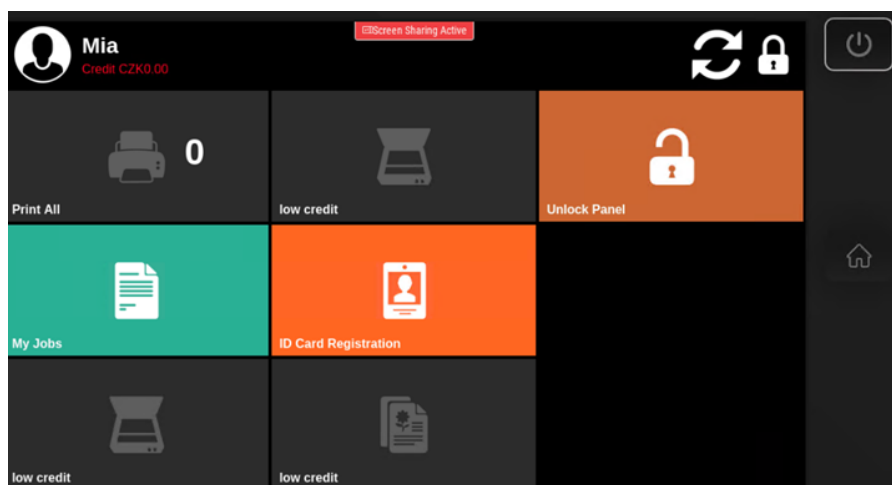 Mia
Screen Sharing Active
Credit CZK0.00
0
Print All
low credit
Unlock Panel
My Jobs
ID Card Registration
low credit
low credit